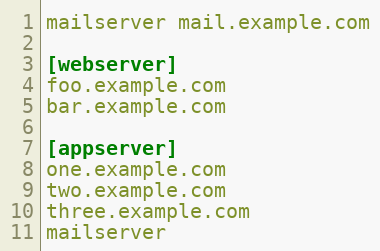 1 mailserver mail.example.com
2
3 [webserver]
4 foo.example.com
5 bar.example.com
6
7 [appserver]
8 one.example.com
9 two.example.com
10 three.example.com
11 mailserver